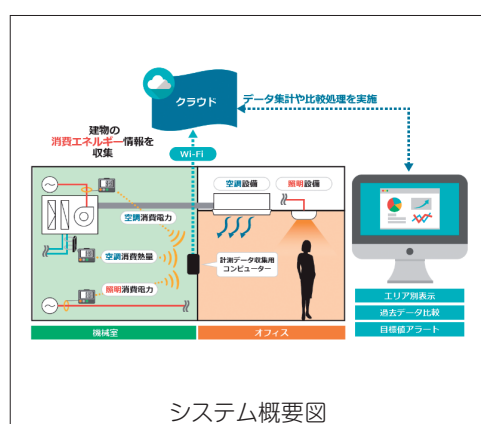 クラウド
データ集計や比較処理を実施
建物の
消費エネルギー情報を
収集
Wi-Fi
空調設備
照明設備
空調消費電力
空調消費熱量
計測データ収集用
コンピューター
照明消費電力
機械室
オフィス
エリア別表示
過去データ比較
目標値アラート
システム概要図